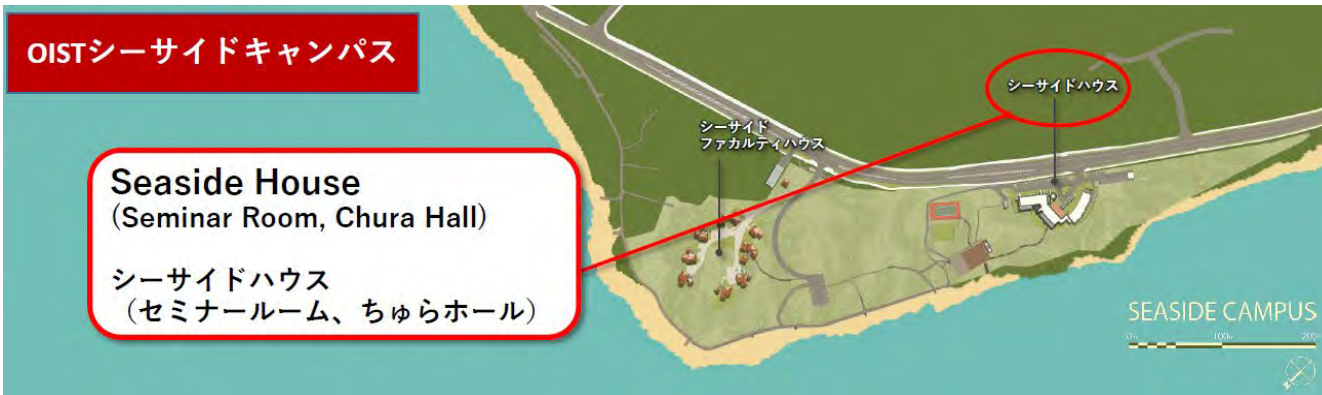 OISTシーサイドキャンパス
シーサイドハウス
シーサイド
ファカルティハウス
Seaside House
(Seminar Room, Chura Hall)
シーサイドハウス
（セミナールーム、ちゅらホール）
SEASIDE CAMPUS
0m 100m 200m
N